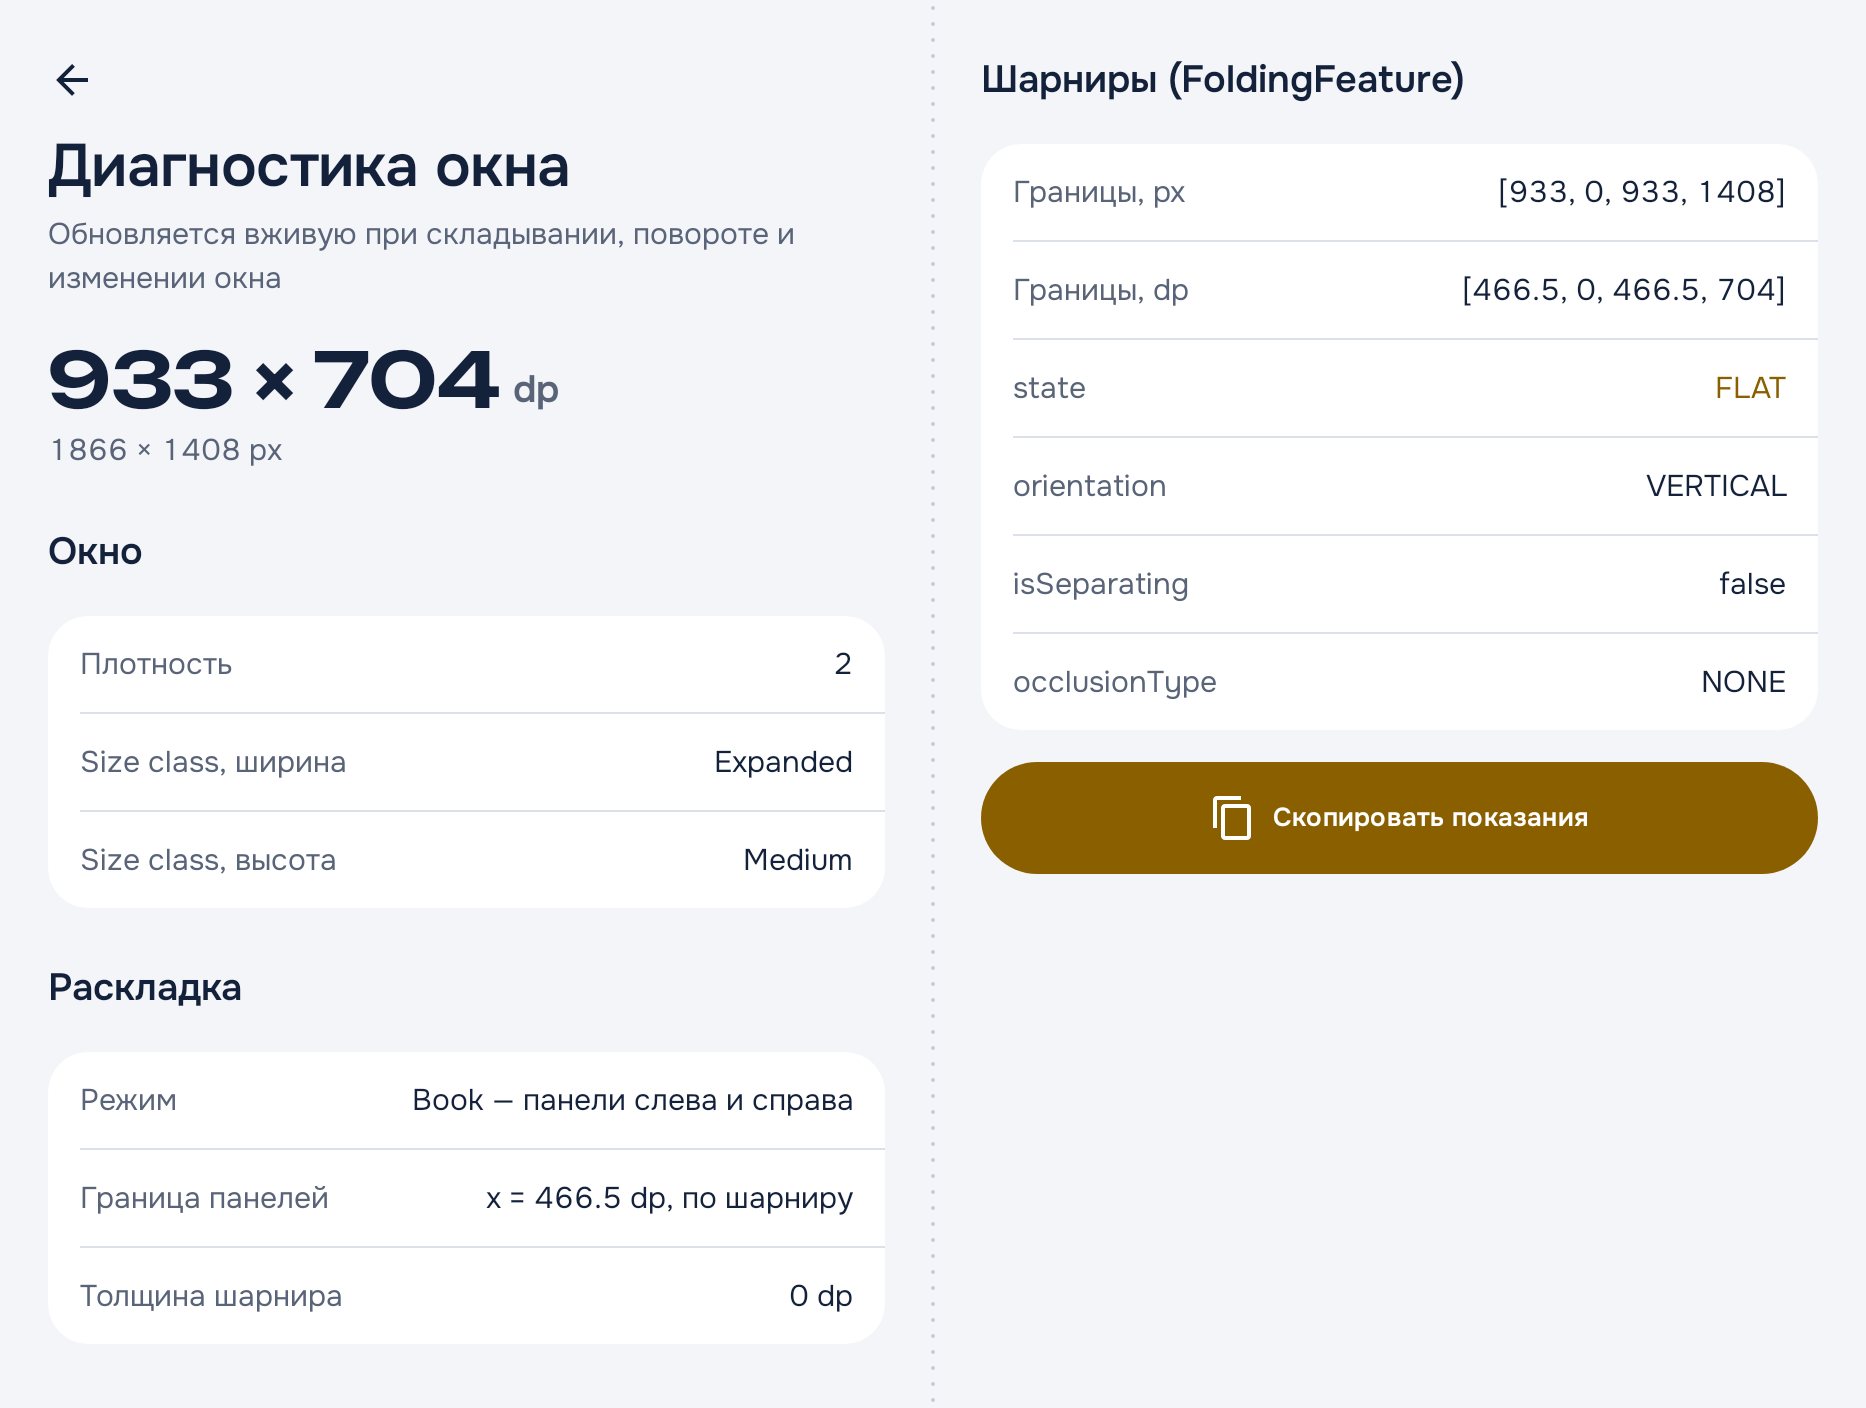 Диагностика окна
Обновляется вживую при складывании, повороте и
изменении окна
933 × 704 dp
1866 × 1408 px
Окно
Плотность 2
Size class, ширина Expanded
Size class, высота Medium
Раскладка
Режим Book — панели слева и справа
Граница панелей x = 466.5 dp, по шарниру
Толщина шарнира 0 dp
Шарниры (FoldingFeature)
Границы, px [933, 0, 933, 1408]
Границы, dp [466.5, 0, 466.5, 704]
state FLAT
orientation VERTICAL
isSeparating false
occlusionType NONE
Скопировать показания